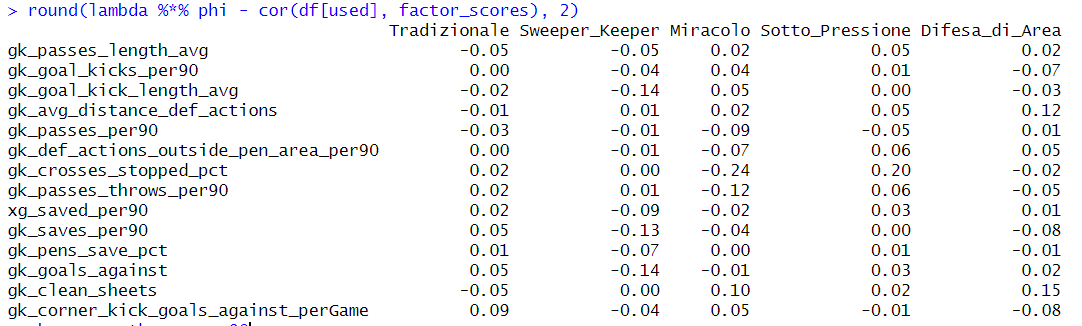 > round(lambda %*% phi - cor(df[used], factor_scores), 2)
Tradizionale Sweeper_Keeper Miracolo Sotto_Pressione Difesa_di_Area
gk_passes_length_avg -0.05 -0.05 0.02 0.05 0.02
gk_goal_kicks_per90 0.00 -0.04 0.04 0.01 -0.07
gk_goal_kick_length_avg -0.02 -0.14 0.05 0.00 -0.03
gk_avg_distance_def_actions -0.01 0.01 0.02 0.05 0.12
gk_passes_per90 -0.03 -0.01 -0.09 -0.05 0.01
gk_def_actions_outside_pen_area_per90 0.00 -0.01 -0.07 0.06 0.05
gk_crosses_stopped_pct 0.02 0.00 -0.24 0.20 -0.02
gk_passes_throws_per90 0.02 0.01 -0.12 0.06 -0.05
xg_saved_per90 0.02 -0.09 -0.02 0.03 0.01
gk_saves_per90 0.05 -0.13 -0.04 0.00 -0.08
gk_pens_save_pct 0.01 -0.07 0.00 0.01 -0.01
gk_goals_against 0.05 -0.14 -0.01 0.03 0.02
gk_clean_sheets -0.05 0.00 0.10 0.02 0.15
gk_corner_kick_goals_against_perGame 0.09 -0.04 0.05 -0.01 -0.08